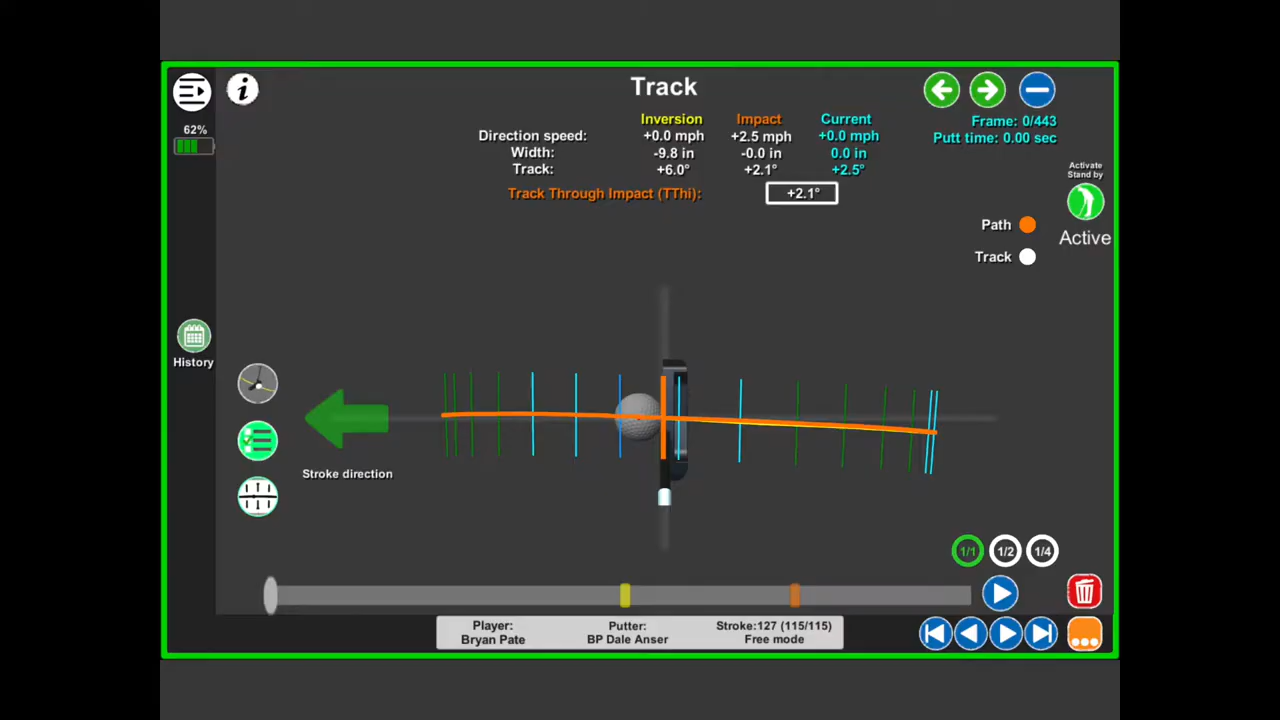 Track
62%
Inversion Impact Current
Direction speed: +0.0 mph +2.5 mph +0.0 mph
Width: -9.8 in -0.0 in 0.0 in
Track: +6.0° +2.1° +2.5°
Track Through Impact (TThi): +2.1°
Frame: 0/443
Putt time: 0.00 sec
Activate
Stand by
Active
Path
Track
History
Stroke direction
1/1 1/2 1/4
Player:
Bryan Pate
Putter:
BP Dale Anser
Stroke:127 (115/115)
Free mode